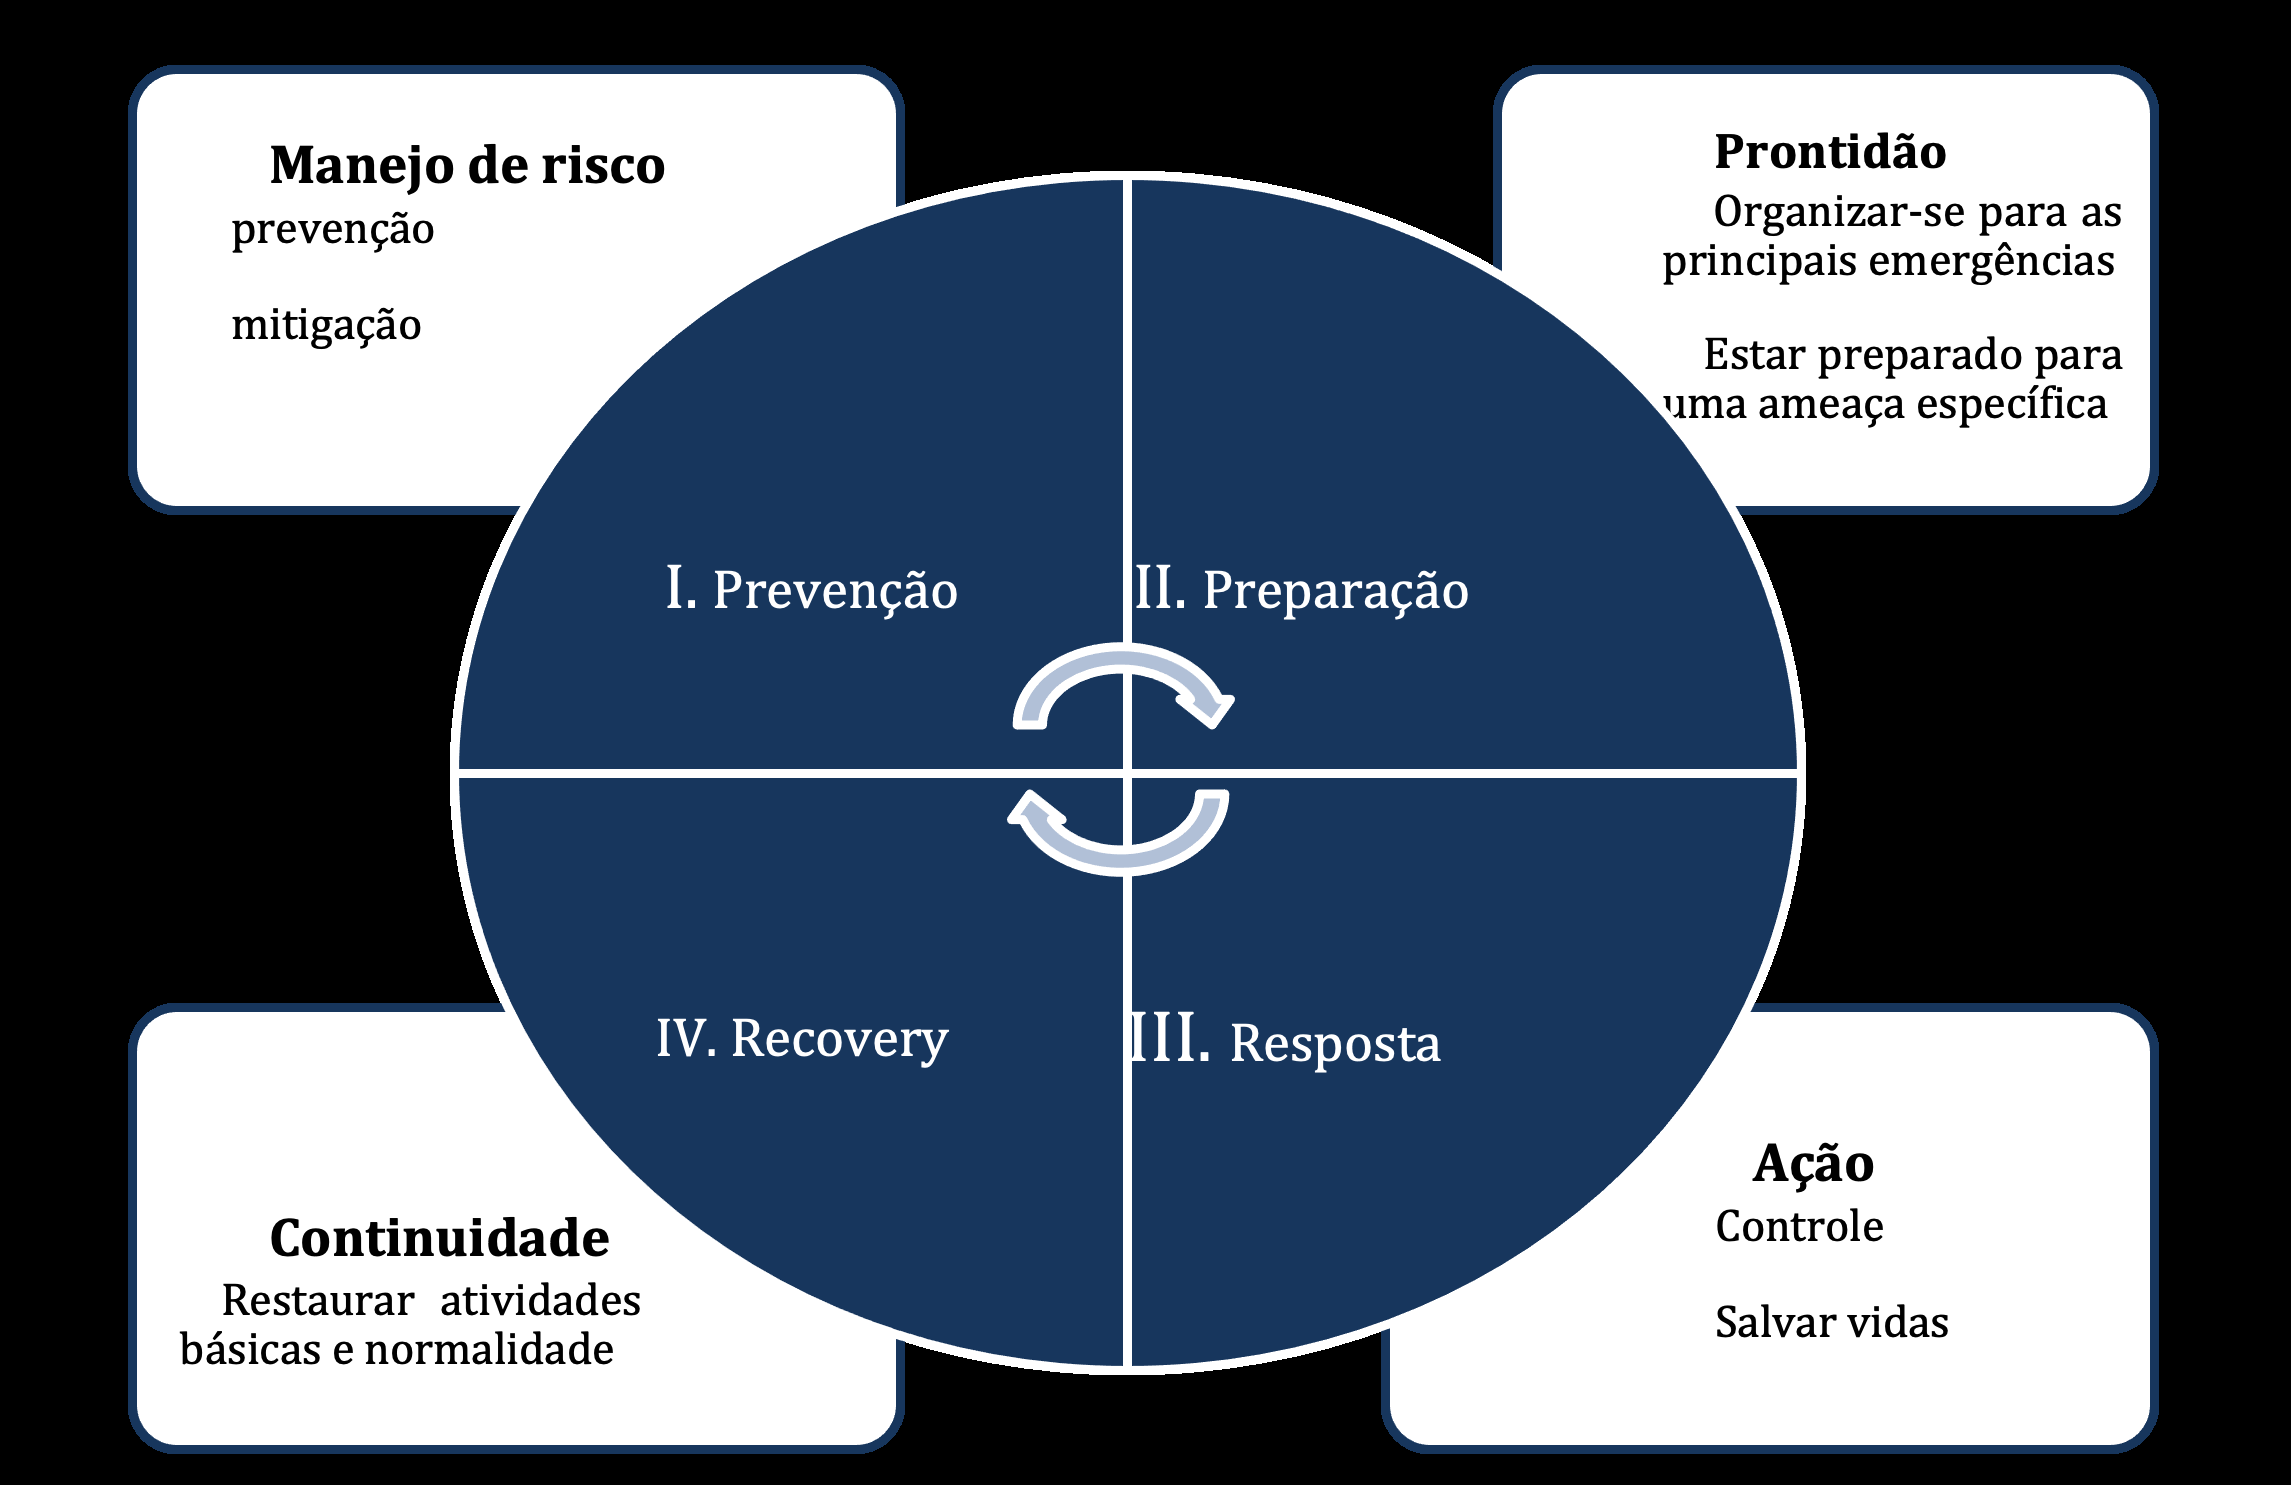 Manejo de risco
prevenção
mitigação
Prontidão
Organizar-se para as
principais emergências
Estar preparado para
uma ameaça específica
I. Prevenção
II. Preparação
IV. Recovery
III. Resposta
Continuidade
Restaurar atividades
básicas e normalidade
Ação
Controle
Salvar vidas